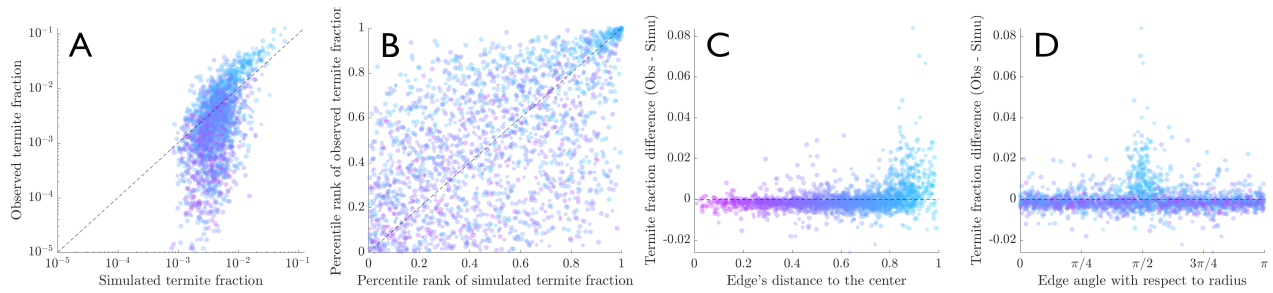 A
Observed termite fraction
10⁻¹
10⁻²
10⁻³
10⁻⁴
10⁻⁵
10⁻⁵ 10⁻⁴ 10⁻³ 10⁻² 10⁻¹
Simulated termite fraction
B
Percentile rank of observed termite fraction
1
0.8
0.6
0.4
0.2
0
0 0.2 0.4 0.6 0.8 1
Percentile rank of simulated termite fraction
C
Termite fraction difference (Obs - Simu)
0.08
0.06
0.04
0.02
0
-0.02
0 0.2 0.4 0.6 0.8 1
Edge's distance to the center
D
Termite fraction difference (Obs - Simu)
0.08
0.06
0.04
0.02
0
-0.02
0 π/4 π/2 3π/4 π
Edge angle with respect to radius